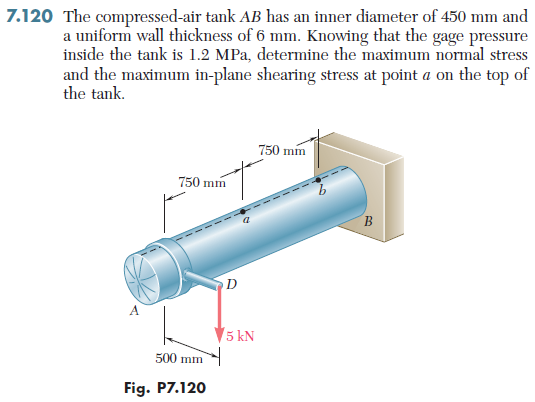 7.120 The compressed-air tank AB has an inner diameter of 450 mm and
a uniform wall thickness of 6 mm. Knowing that the gage pressure
inside the tank is 1.2 MPa, determine the maximum normal stress
and the maximum in-plane shearing stress at point a on the top of
the tank.
750 mm
750 mm
b
a
B
D
A
5 kN
500 mm
Fig. P7.120